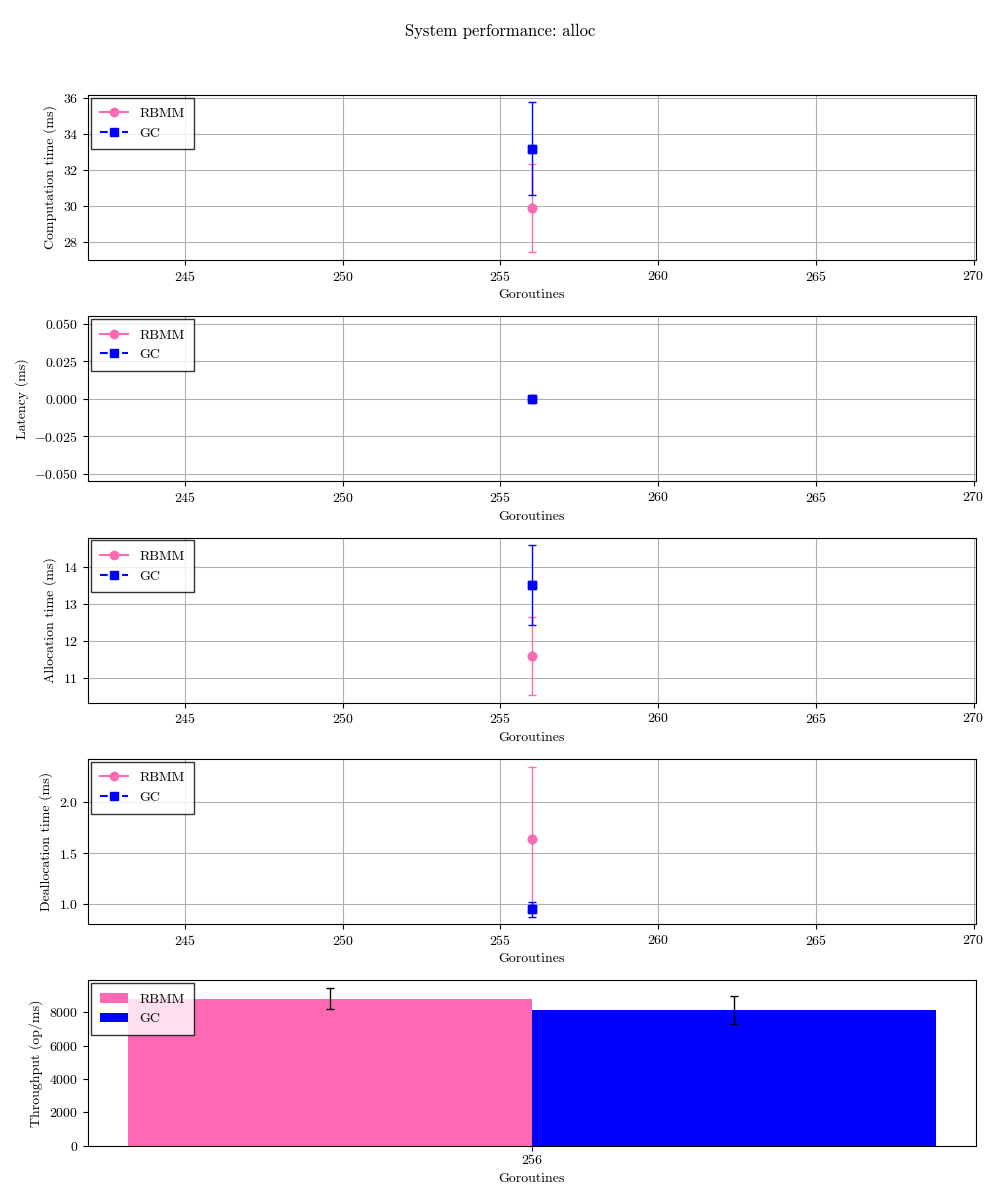 System performance: alloc
Computation time (ms)
36
34
32
30
28
RBMM
GC
245
250
255
260
265
270
Goroutines
Latency (ms)
0.050
0.025
0.000
−0.025
−0.050
RBMM
GC
245
250
255
260
265
270
Goroutines
Allocation time (ms)
14
13
12
11
RBMM
GC
245
250
255
260
265
270
Goroutines
Deallocation time (ms)
2.0
1.5
1.0
RBMM
GC
245
250
255
260
265
270
Goroutines
Throughput (op/ms)
8000
6000
4000
2000
0
RBMM
GC
256
Goroutines